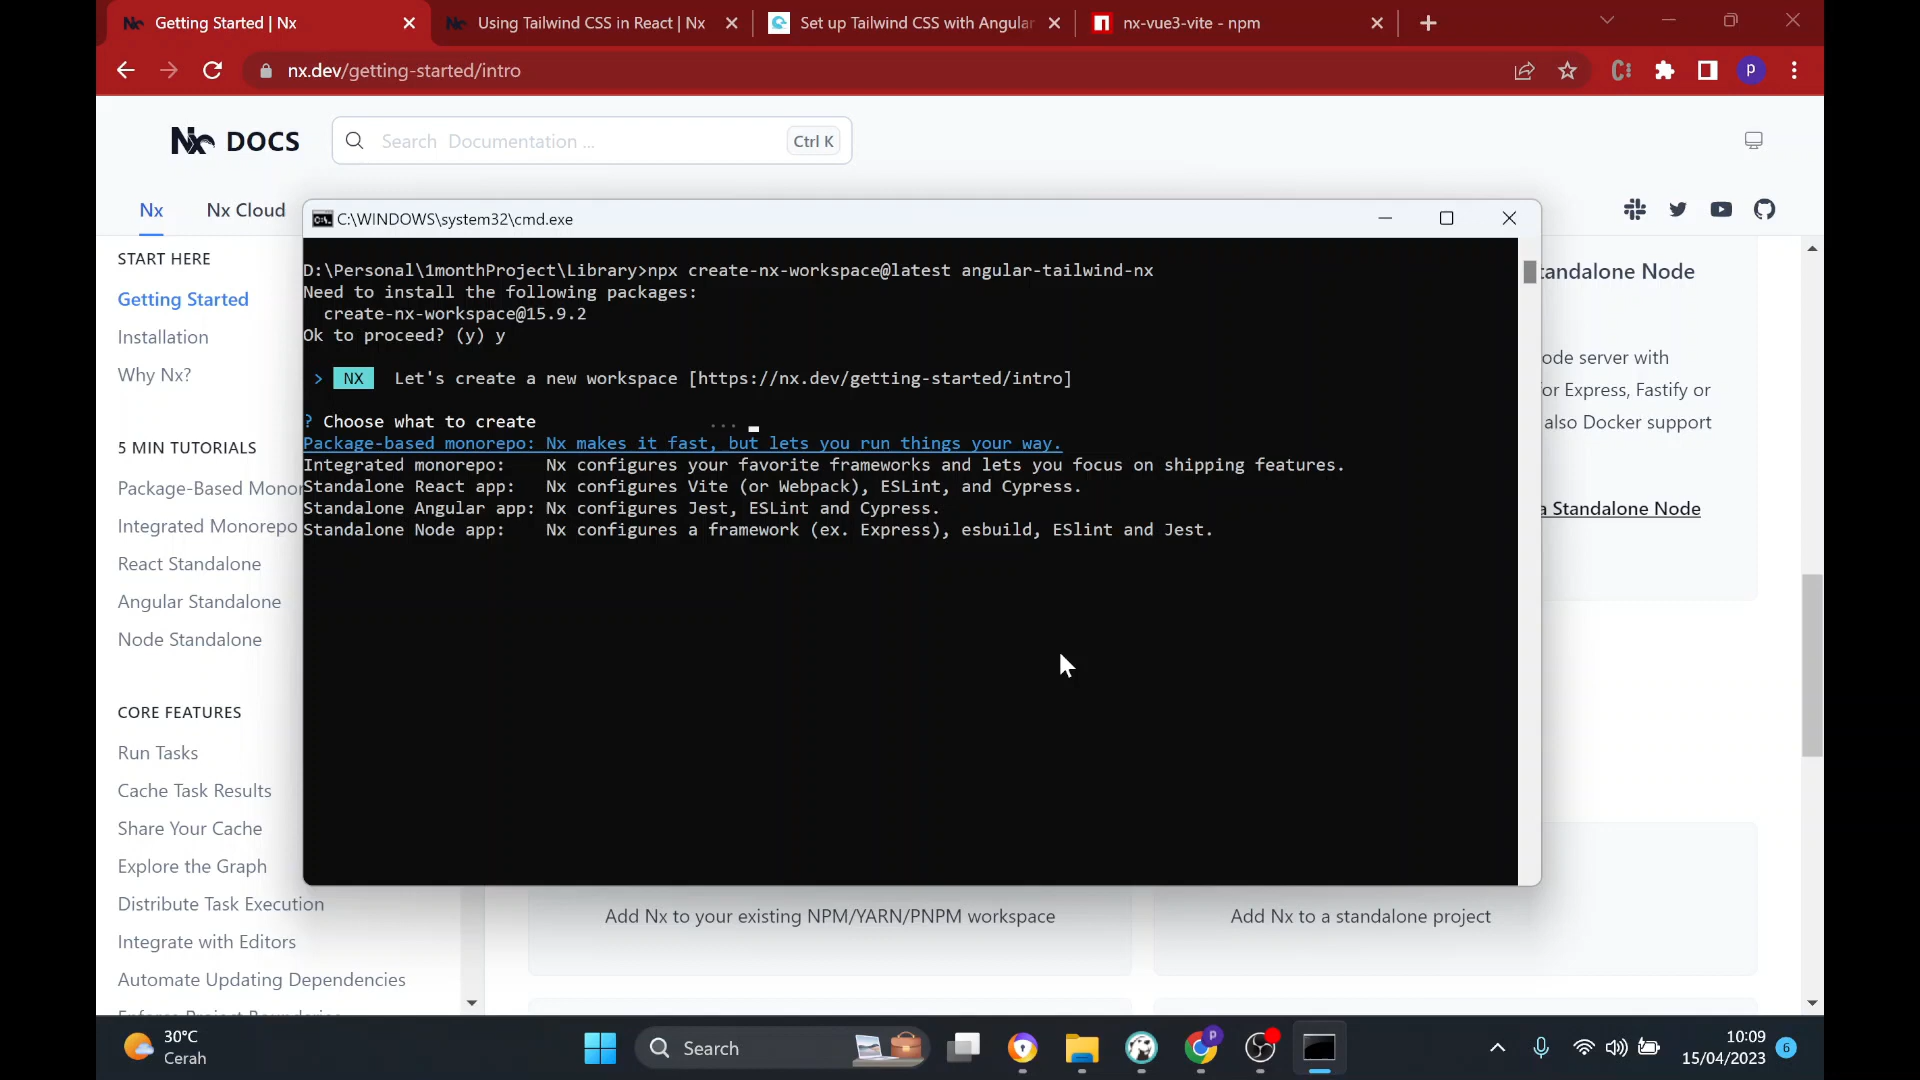 Getting Started | Nx
Using Tailwind CSS in React | Nx
Set up Tailwind CSS with Angular
nx-vue3-vite - npm
nx.dev/getting-started/intro
P
Nx DOCS
Search Documentation ...
Ctrl K
Nx
Nx Cloud
START HERE
Getting Started
Installation
Why Nx?
5 MIN TUTORIALS
Package-Based Monor
Integrated Monorepo
React Standalone
Angular Standalone
Node Standalone
CORE FEATURES
Run Tasks
Cache Task Results
Share Your Cache
Explore the Graph
Distribute Task Execution
Integrate with Editors
Automate Updating Dependencies
C:\WINDOWS\system32\cmd.exe
D:\Personal\1monthProject\Library>npx create-nx-workspace@latest angular-tailwind-nx
Need to install the following packages:
create-nx-workspace@15.9.2
Ok to proceed? (y) y
> NX Let's create a new workspace [https://nx.dev/getting-started/intro]
? Choose what to create ...
Package-based monorepo: Nx makes it fast, but lets you run things your way.
Integrated monorepo: Nx configures your favorite frameworks and lets you focus on shipping features.
Standalone React app: Nx configures Vite (or Webpack), ESLint, and Cypress.
Standalone Angular app: Nx configures Jest, ESLint and Cypress.
Standalone Node app: Nx configures a framework (ex. Express), esbuild, ESlint and Jest.
tandalone Node
ode server with
or Express, Fastify or
also Docker support
a Standalone Node
Add Nx to your existing NPM/YARN/PNPM workspace
Add Nx to a standalone project
30°C
Cerah
Search
P
10:09
15/04/2023
6